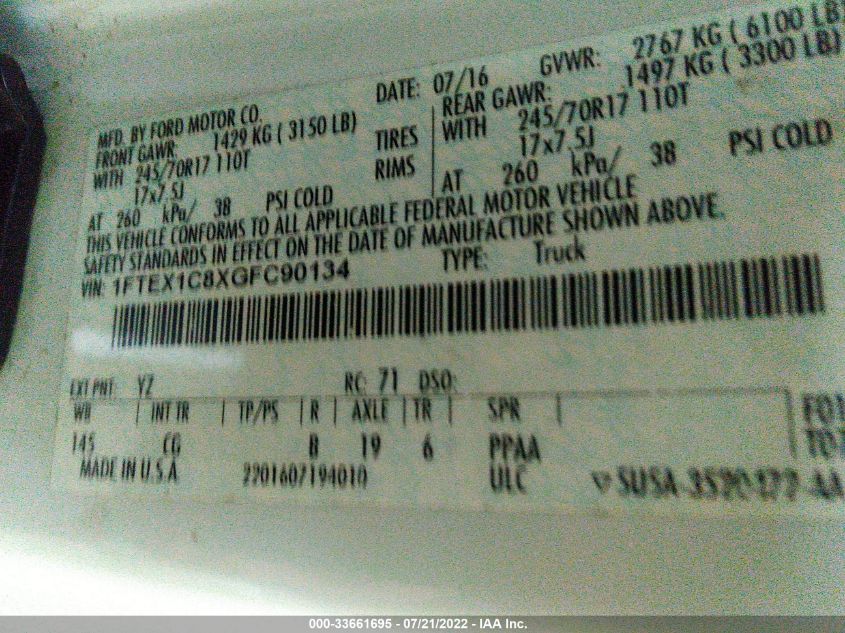 MFD. BY FORD MOTOR CO.
DATE: 07/16
GVWR: 2767 KG ( 6100 LB)
FRONT GAWR: 1429 KG ( 3150 LB)
REAR GAWR: 1497 KG ( 3300 LB)
WITH 245/70R17 110T
TIRES
WITH 245/70R17 110T
17x7.5J
RIMS
17x7.5J
AT 260 kPa/ 38 PSI COLD
AT 260 kPa/ 38 PSI COLD
THIS VEHICLE CONFORMS TO ALL APPLICABLE FEDERAL MOTOR VEHICLE
SAFETY STANDARDS IN EFFECT ON THE DATE OF MANUFACTURE SHOWN ABOVE.
VIN: 1FTEX1C8XGFC90134
TYPE: Truck
EXT PNT: YZ RC: 71 DSO:
WB | INT TR | TP/PS | R | AXLE | TR | SPR
145 CG B 19 6 PPAA
MADE IN U.S.A 2201607194010 ULC
000-33661695 - 07/21/2022 - IAA Inc.